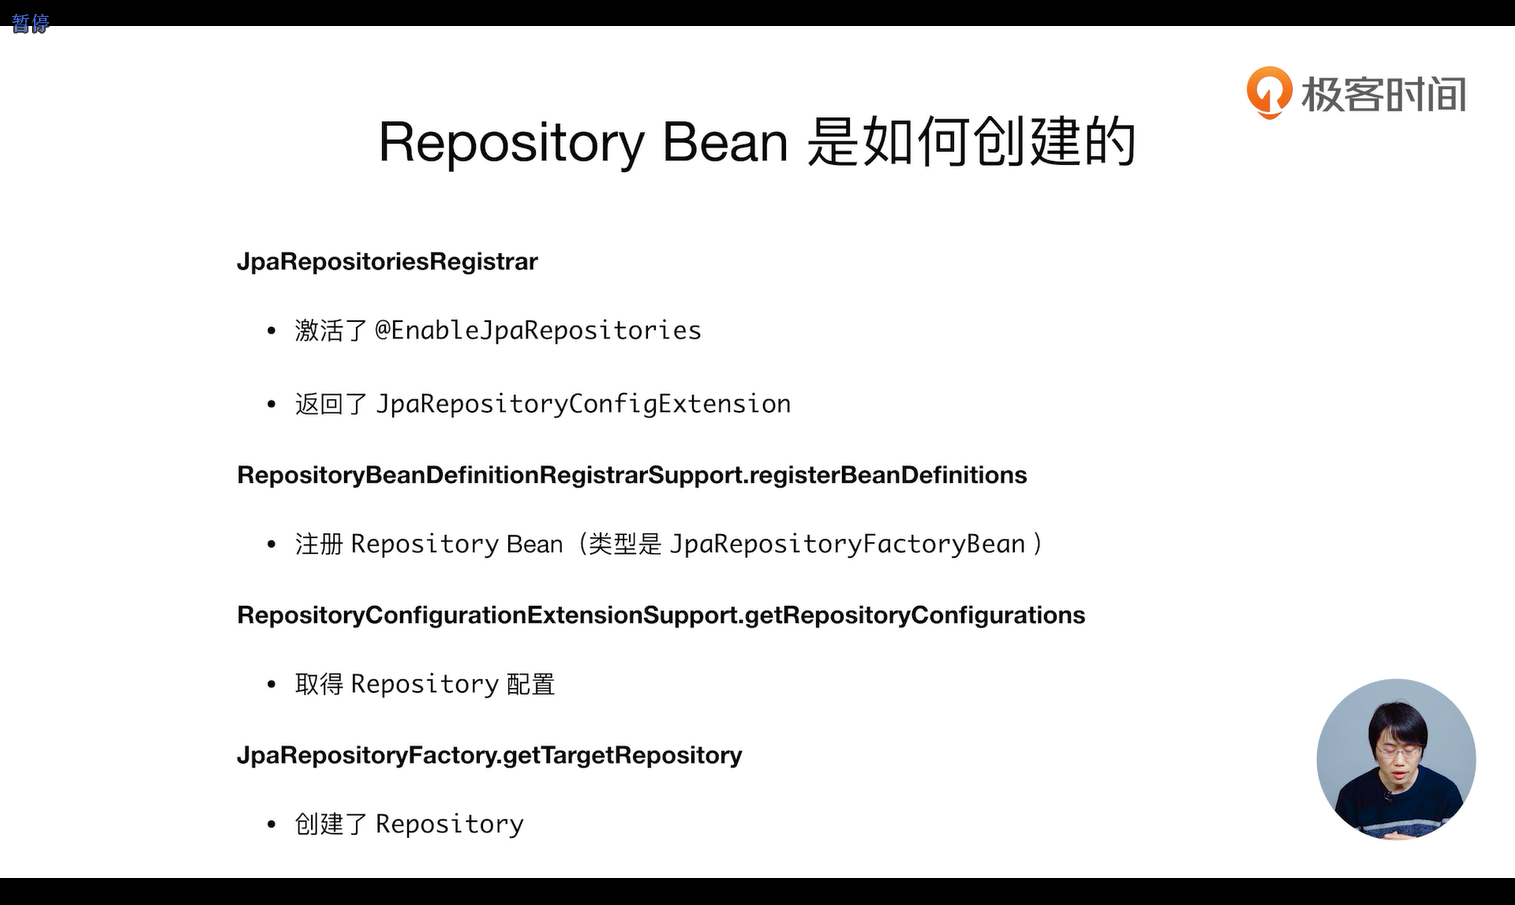 暂停
极客时间
Repository Bean 是如何创建的
JpaRepositoriesRegistrar
• 激活了 @EnableJpaRepositories
• 返回了 JpaRepositoryConfigExtension
RepositoryBeanDefinitionRegistrarSupport.registerBeanDefinitions
• 注册 Repository Bean（类型是 JpaRepositoryFactoryBean ）
RepositoryConfigurationExtensionSupport.getRepositoryConfigurations
• 取得 Repository 配置
JpaRepositoryFactory.getTargetRepository
• 创建了 Repository